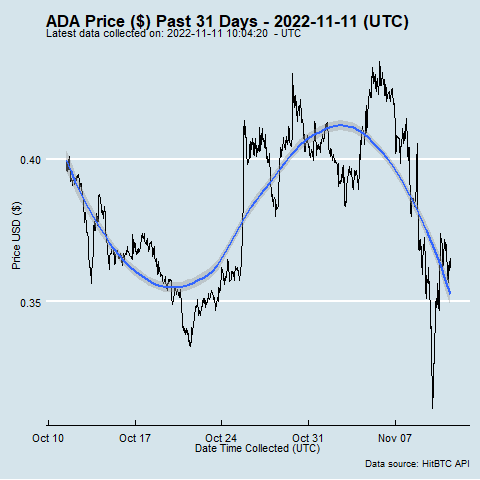 ADA Price ($) Past 31 Days - 2022-11-11 (UTC)
Latest data collected on: 2022-11-11 10:04:20  - UTC
Price USD ($)
0.40
0.35
Oct 10
Oct 17
Oct 24
Oct 31
Nov 07
Date Time Collected (UTC)
Data source: HitBTC API